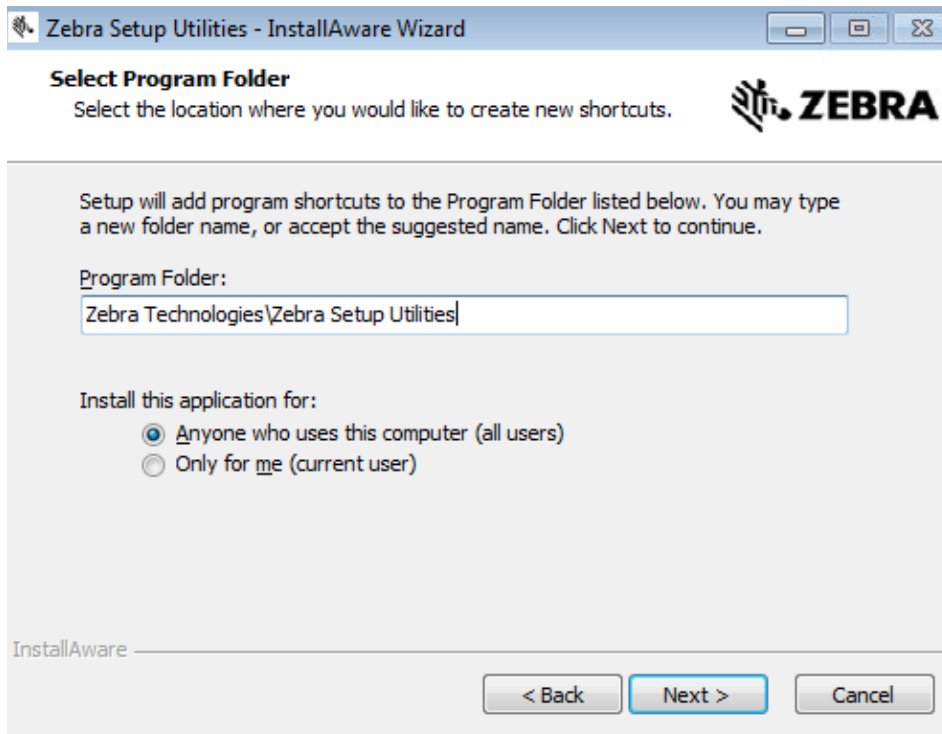 Zebra Setup Utilities - InstallAware Wizard
Select Program Folder
Select the location where you would like to create new shortcuts.
ZEBRA
Setup will add program shortcuts to the Program Folder listed below. You may type
a new folder name, or accept the suggested name. Click Next to continue.
Program Folder:
Zebra Technologies\Zebra Setup Utilities
Install this application for:
Anyone who uses this computer (all users)
Only for me (current user)
InstallAware
< Back Next > Cancel